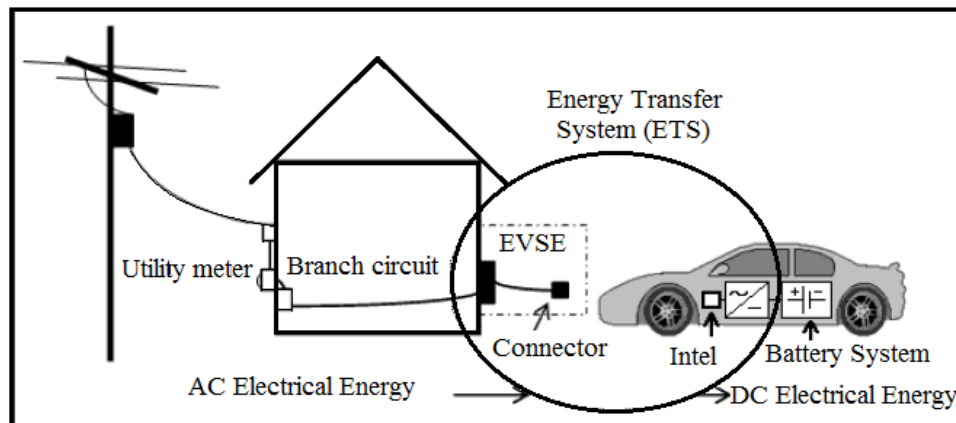 Energy Transfer
System (ETS)
EVSE
Utility meter
Branch circuit
Connector
Intel
Battery System
AC Electrical Energy
DC Electrical Energy